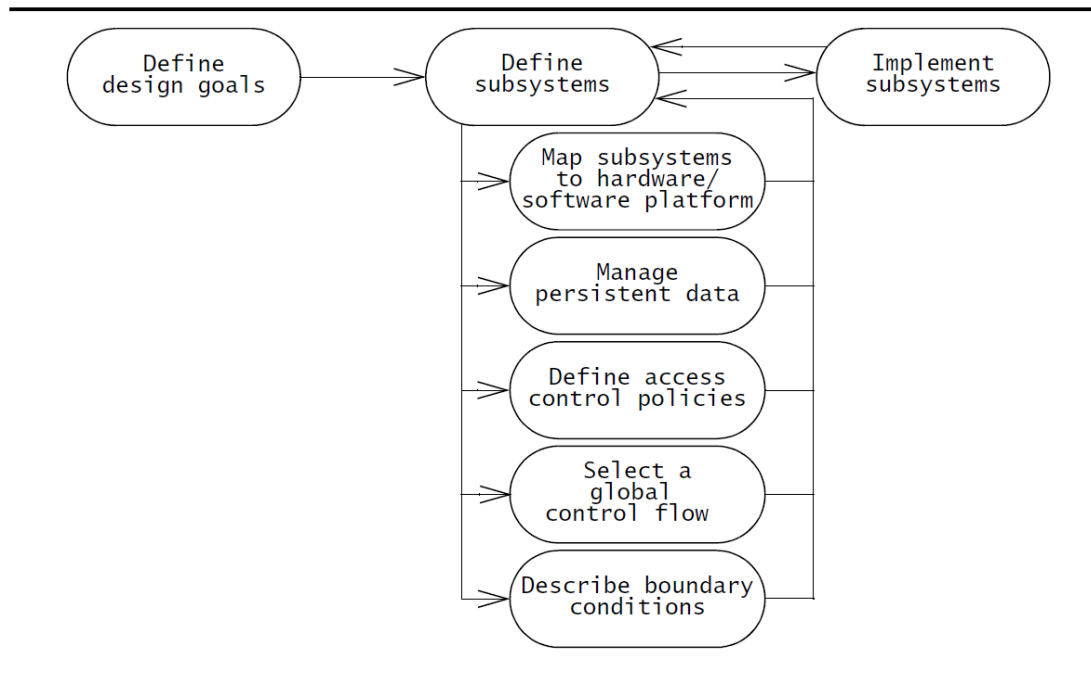 Define
design goals
Define
subsystems
Implement
subsystems
Map subsystems
to hardware/
software platform
Manage
persistent data
Define access
control policies
Select a
global
control flow
Describe boundary
conditions